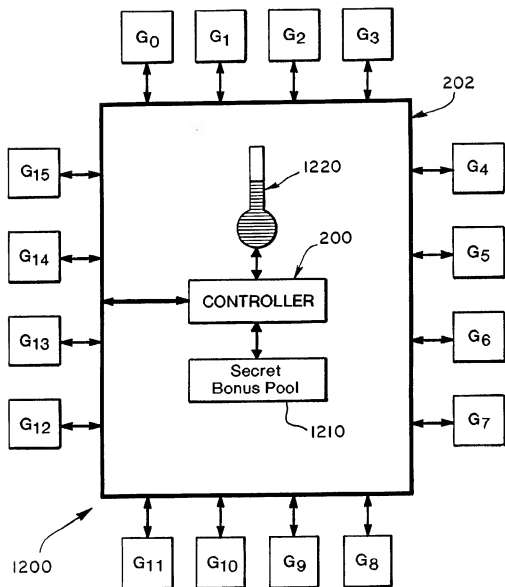 G0 G1 G2 G3
202
G15
1220
G4
200
G14
G5
CONTROLLER
G13
G6
Secret
Bonus Pool
G12
1210
G7
1200
G11 G10 G9 G8